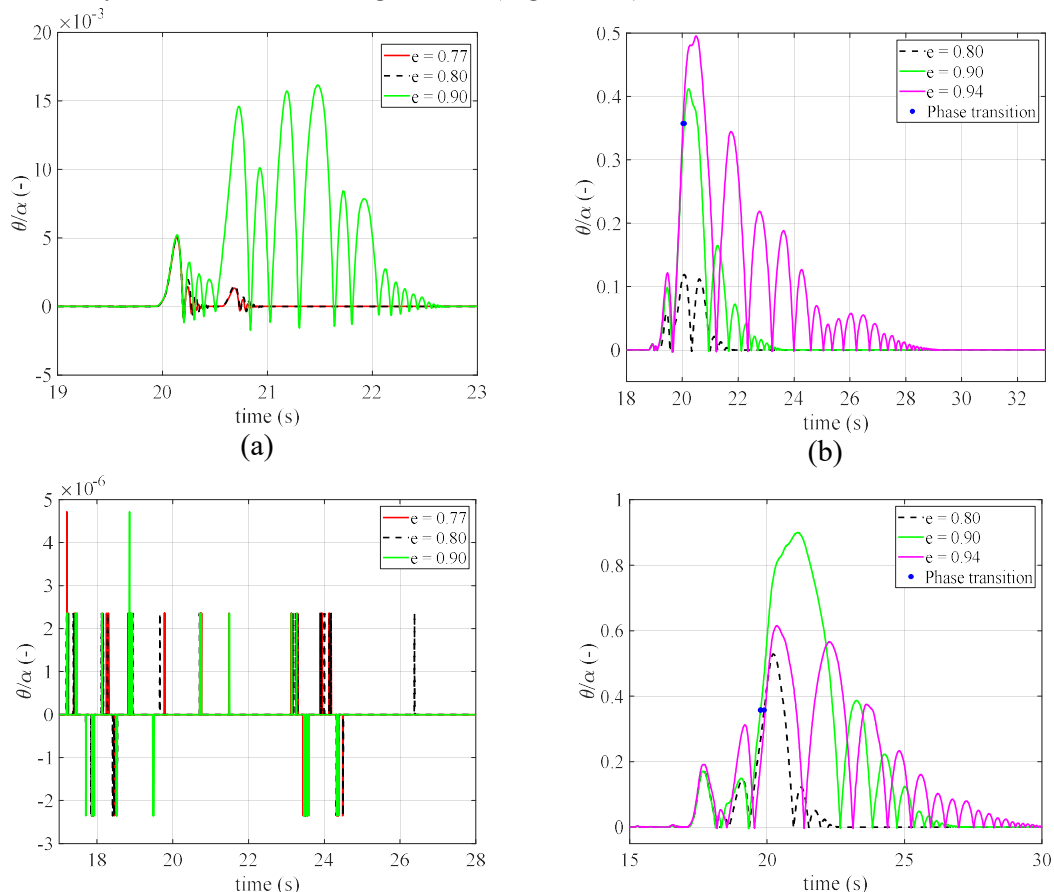 ×10⁻³
20
15
10
5
0
-5
θ/α (-)
e = 0.77
e = 0.80
e = 0.90
19 20 21 22 23
time (s)
(a)
0.5
0.4
0.3
0.2
0.1
0
θ/α (-)
e = 0.80
e = 0.90
e = 0.94
Phase transition
18 20 22 24 26 28 30 32
time (s)
(b)
×10⁻⁶
5
4
3
2
1
0
-1
-2
-3
θ/α (-)
e = 0.77
e = 0.80
e = 0.90
18 20 22 24 26 28
time (s)
1
0.8
0.6
0.4
0.2
0
θ/α (-)
e = 0.80
e = 0.90
e = 0.94
Phase transition
15 20 25 30
time (s)